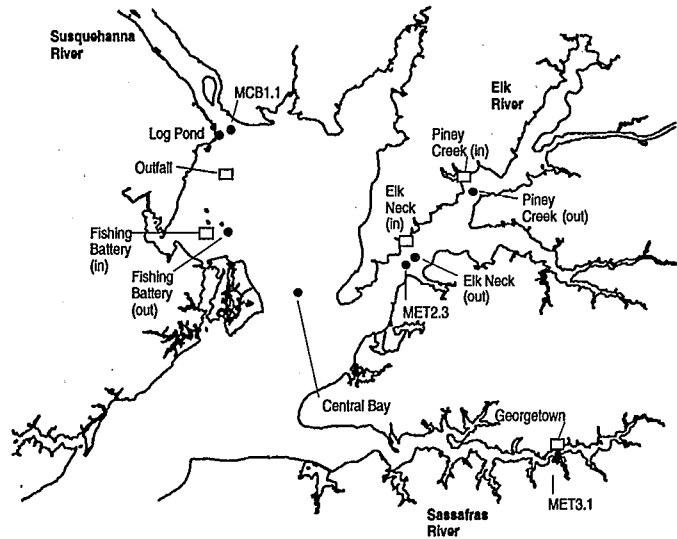 Susquehanna
River
MCB1.1
Log Pond
Outfall
Fishing
Battery
(in)
Fishing
Battery
(out)
Elk
River
Piney
Creek (in)
Elk
Neck
(in)
Piney
Creek (out)
Elk Neck
(out)
MET2.3
Central Bay
Georgetown
MET3.1
Sassafras
River